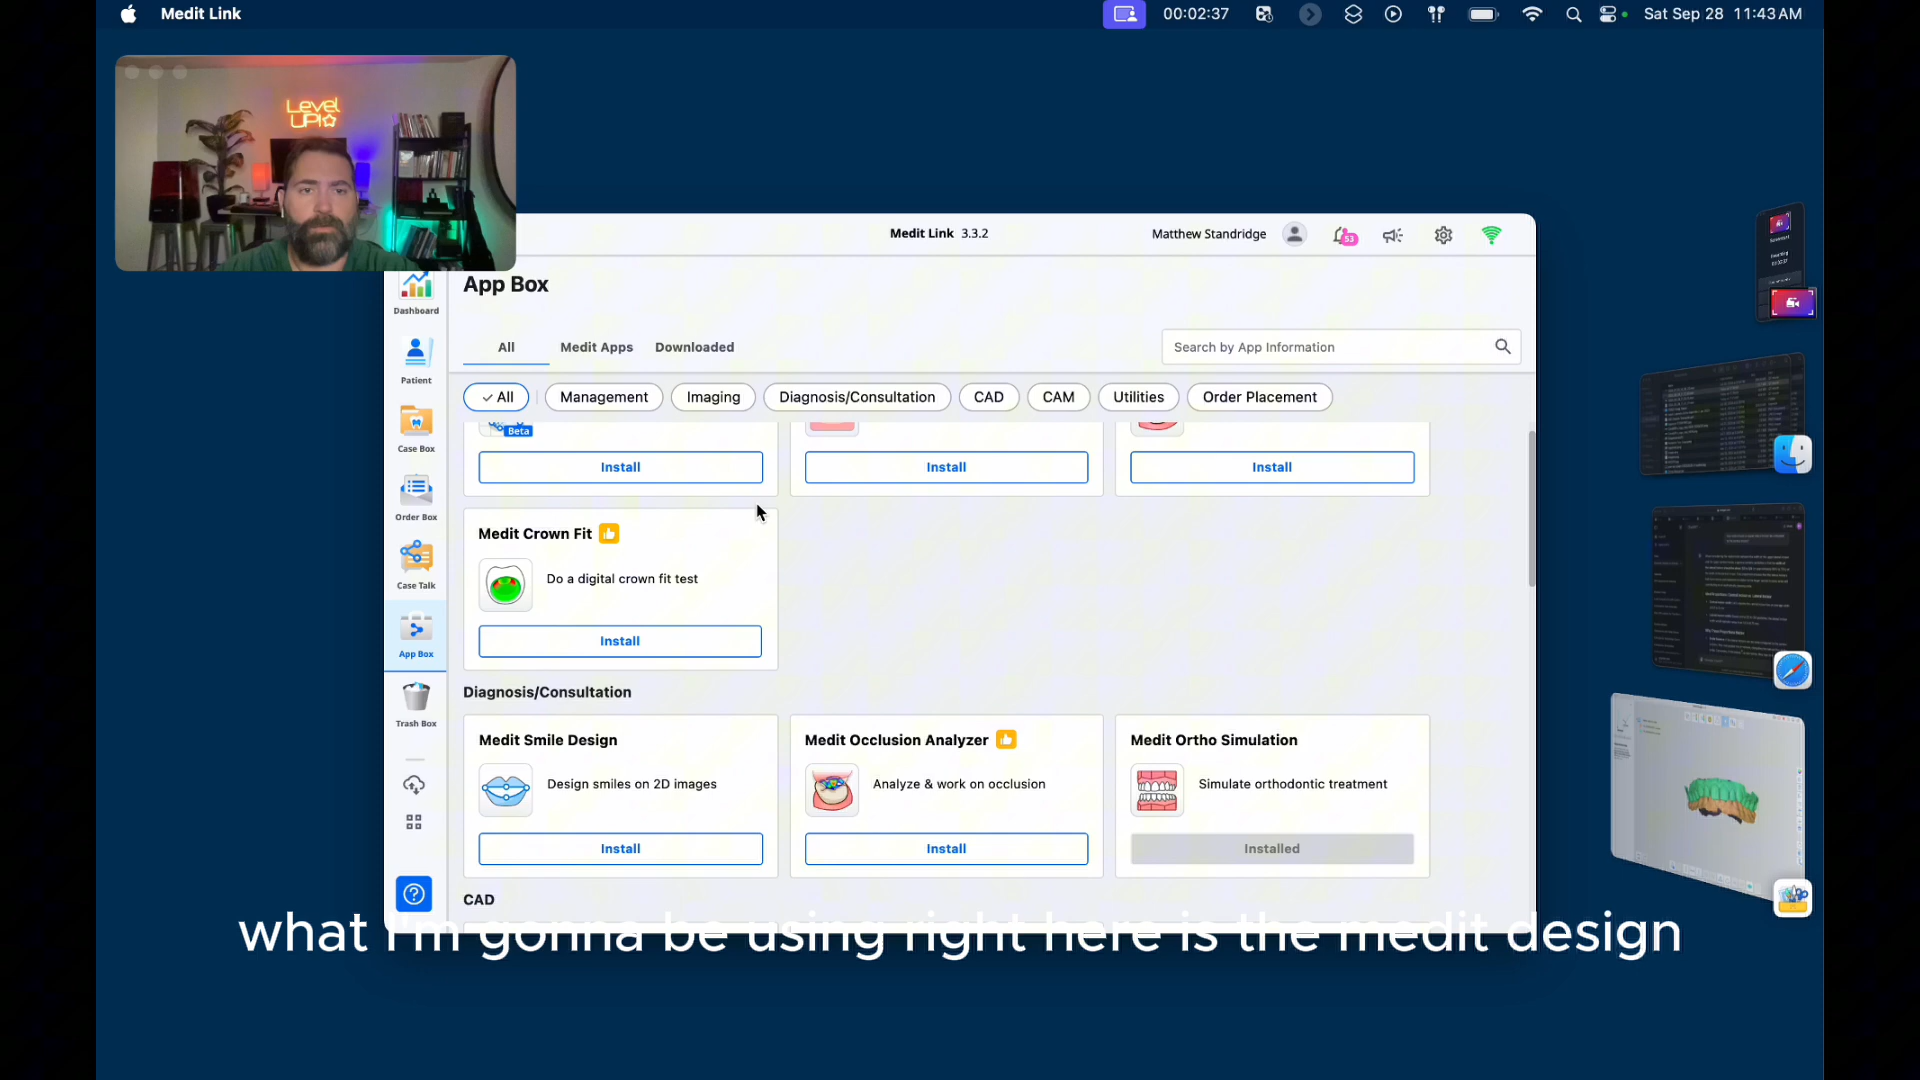 Medit Link
00:02:37
Sat Sep 28 11:43 AM
Level
UP!
Medit Link 3.3.2
Matthew Standridge
53
App Box
All
Medit Apps
Downloaded
Search by App Information
All
Management
Imaging
Diagnosis/Consultation
CAD
CAM
Utilities
Order Placement
Dashboard
Patient
Case Box
Order Box
Case Talk
App Box
Trash Box
Beta
Install
Install
Install
Medit Crown Fit
Do a digital crown fit test
Install
Diagnosis/Consultation
Medit Smile Design
Design smiles on 2D images
Install
Medit Occlusion Analyzer
Analyze & work on occlusion
Install
Medit Ortho Simulation
Simulate orthodontic treatment
Installed
CAD
what I'm gonna be using right here is the medit design